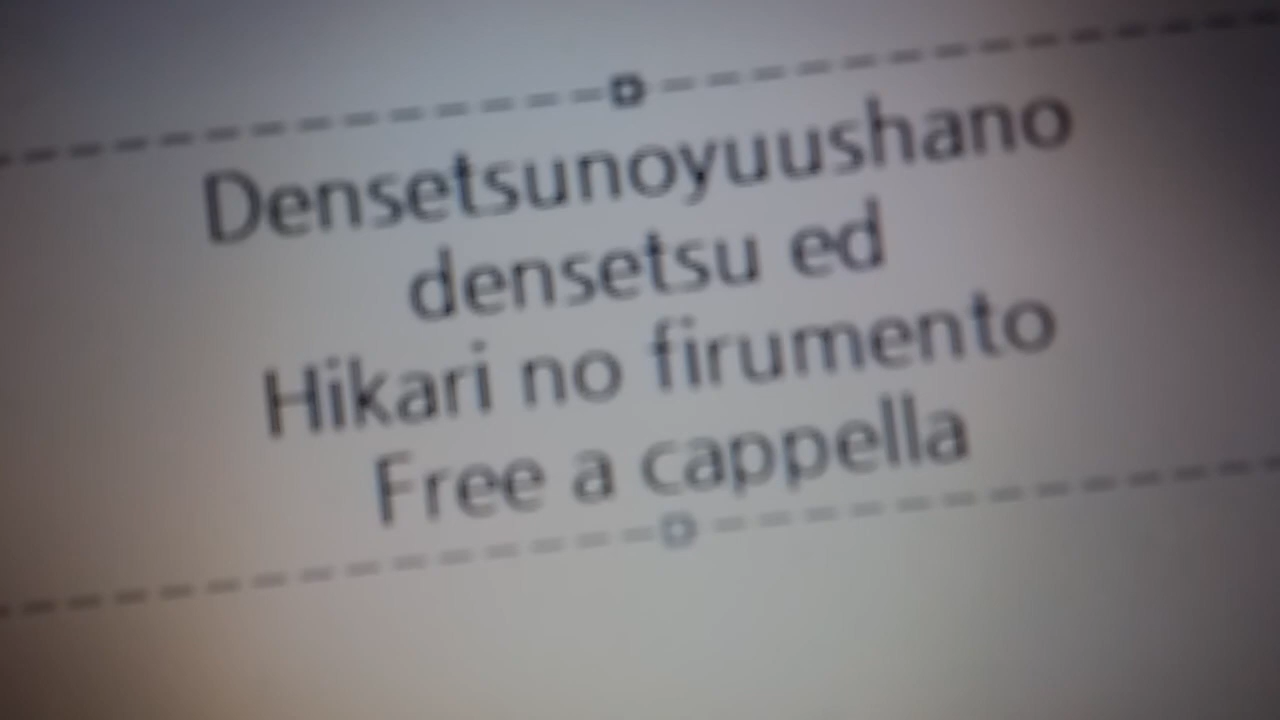 Densetsunoyuushano
densetsu ed
Hikari no firumento
Free a cappella